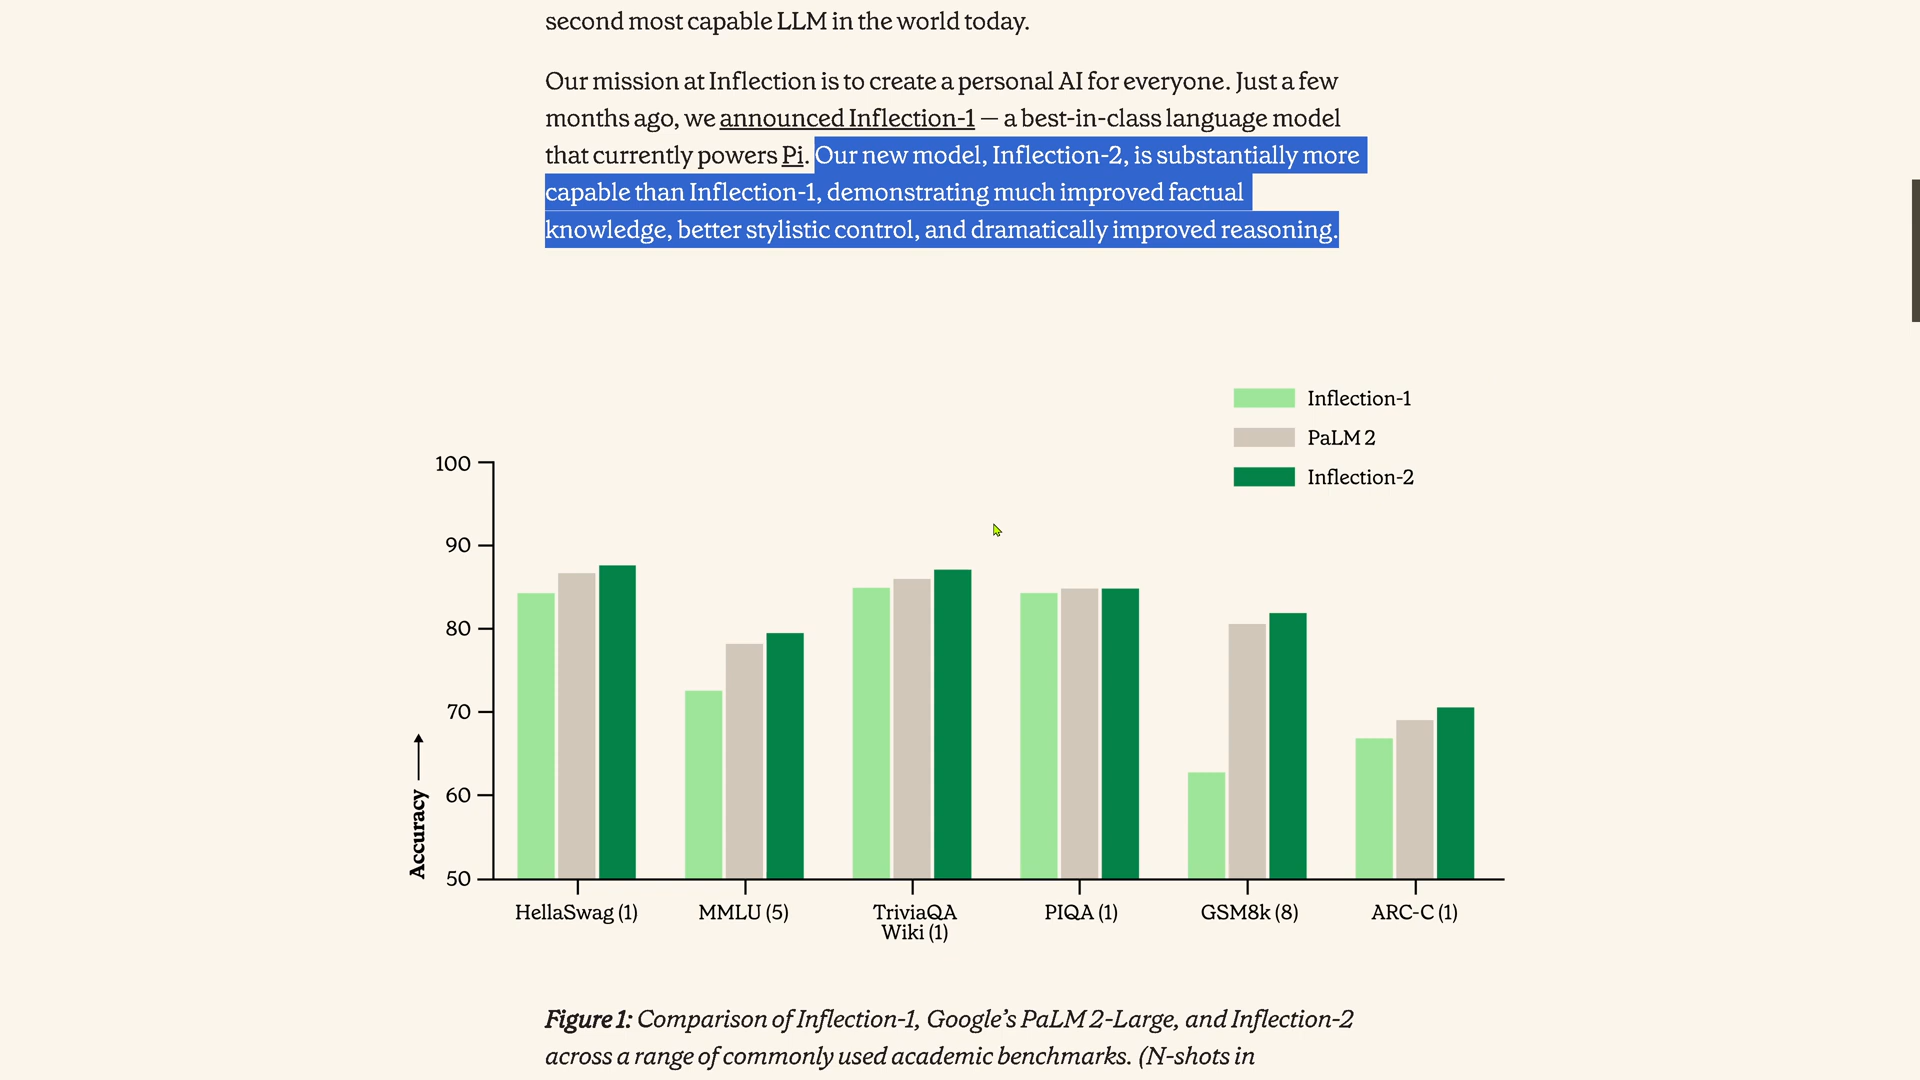 second most capable LLM in the world today.
Our mission at Inflection is to create a personal AI for everyone. Just a few
months ago, we announced Inflection-1 — a best-in-class language model
that currently powers Pi. Our new model, Inflection-2, is substantially more
capable than Inflection-1, demonstrating much improved factual
knowledge, better stylistic control, and dramatically improved reasoning.
Inflection-1
PaLM 2
Inflection-2
100
90
80
70
60
50
Accuracy
HellaSwag (1)
MMLU (5)
TriviaQA
Wiki (1)
PIQA (1)
GSM8k (8)
ARC-C (1)
Figure 1: Comparison of Inflection-1, Google’s PaLM 2-Large, and Inflection-2
across a range of commonly used academic benchmarks. (N-shots in